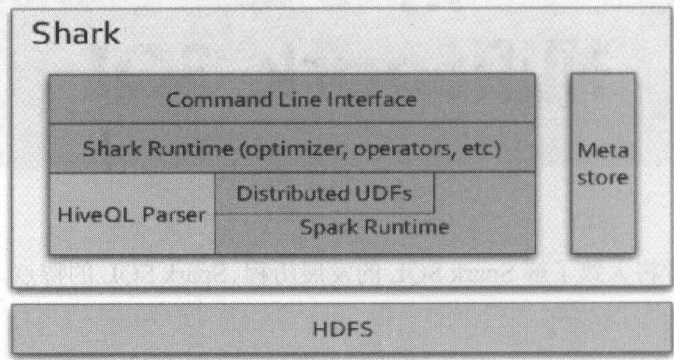 Shark
Command Line Interface
Shark Runtime (optimizer, operators, etc)
Meta
store
HiveQL Parser
Distributed UDFs
Spark Runtime
HDFS